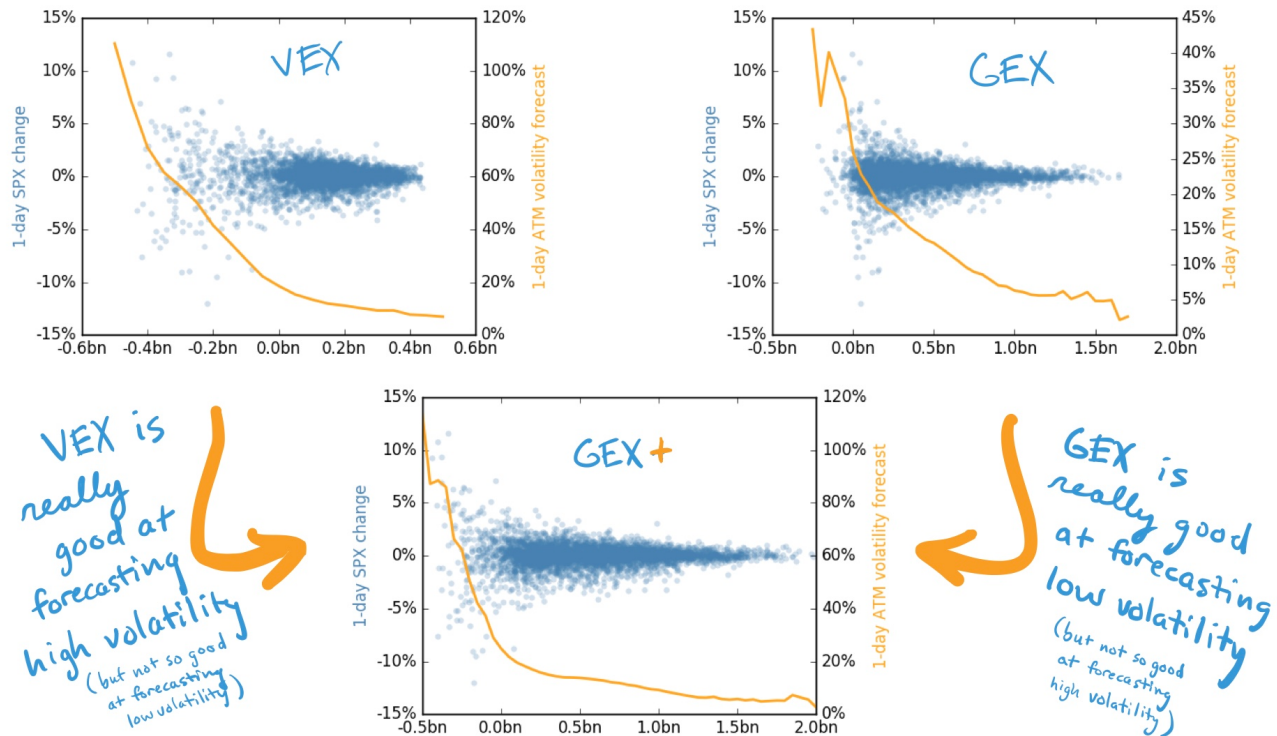 VEX
15%
10%
5%
0%
-5%
-10%
-15%
1-day SPX change
120%
100%
80%
60%
40%
20%
0%
1-day ATM volatility forecast
-0.6bn -0.4bn -0.2bn 0.0bn 0.2bn 0.4bn 0.6bn
GEX
15%
10%
5%
0%
-5%
-10%
-15%
1-day SPX change
45%
40%
35%
30%
25%
20%
15%
10%
5%
0%
1-day ATM volatility forecast
-0.5bn 0.0bn 0.5bn 1.0bn 1.5bn 2.0bn
VEX is
really
good at
forecasting
high volatility
(but not so good
at forecasting
low volatility)
GEX+
15%
10%
5%
0%
-5%
-10%
-15%
1-day SPX change
120%
100%
80%
60%
40%
20%
0%
1-day ATM volatility forecast
-0.5bn 0.0bn 0.5bn 1.0bn 1.5bn 2.0bn
GEX is
really good
at forecasting
low volatility
(but not so good
at forecasting
high volatility)